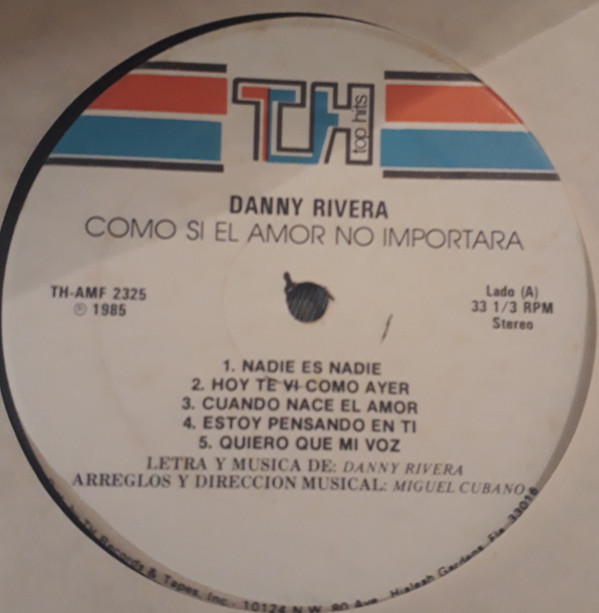 TH
top hits
DANNY RIVERA
COMO SI EL AMOR NO IMPORTARA
TH-AMF 2325
℗ 1985
Lado (A)
33 1/3 RPM
Stereo
1. NADIE ES NADIE
2. HOY TE VI COMO AYER
3. CUANDO NACE EL AMOR
4. ESTOY PENSANDO EN TI
5. QUIERO QUE MI VOZ
LETRA Y MUSICA DE: DANNY RIVERA
ARREGLOS Y DIRECCION MUSICAL: MIGUEL CUBANO
TH Records & Tapes, Inc. · 10124 N.W. 80 Ave., Hialeah Gardens, Fla. 33016